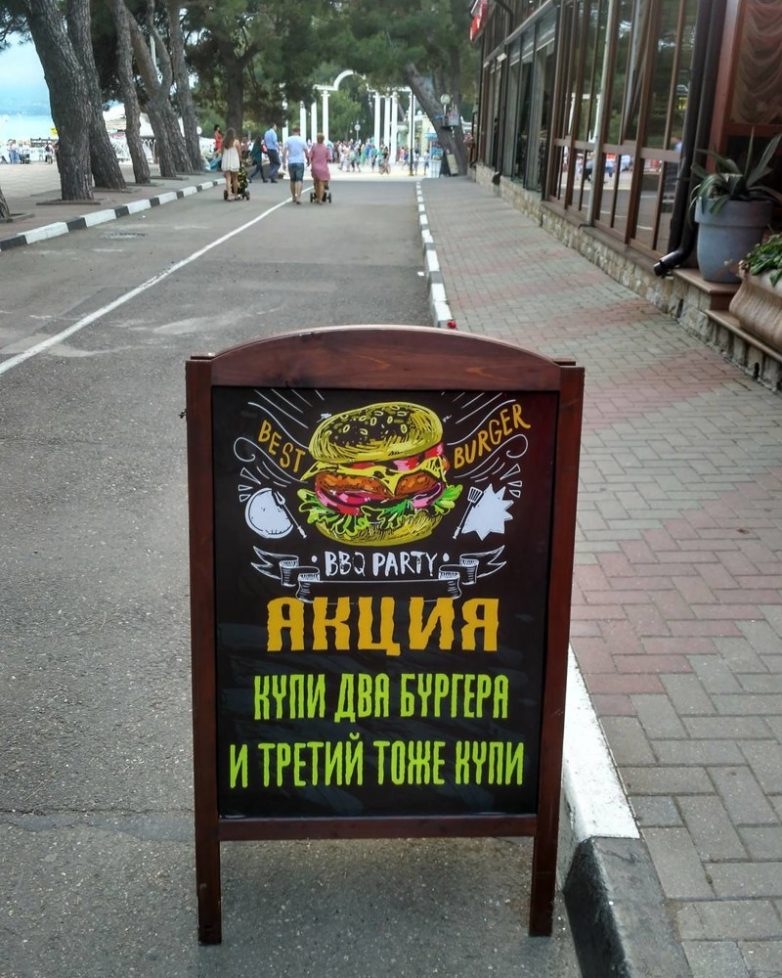 BEST BURGER
BBQ PARTY
АКЦИЯ
КУПИ ДВА БУРГЕРА
И ТРЕТИЙ ТОЖЕ КУПИ